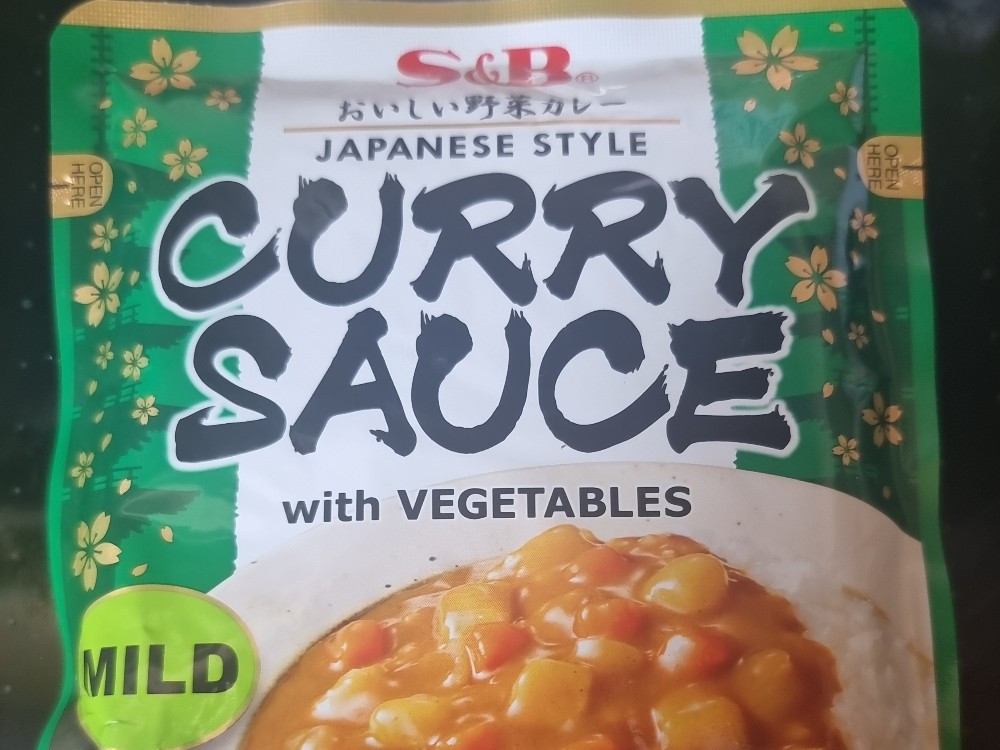 S&B®
おいしい野菜カレー
JAPANESE STYLE
OPEN HERE
OPEN HERE
CURRY
SAUCE
with VEGETABLES
MILD